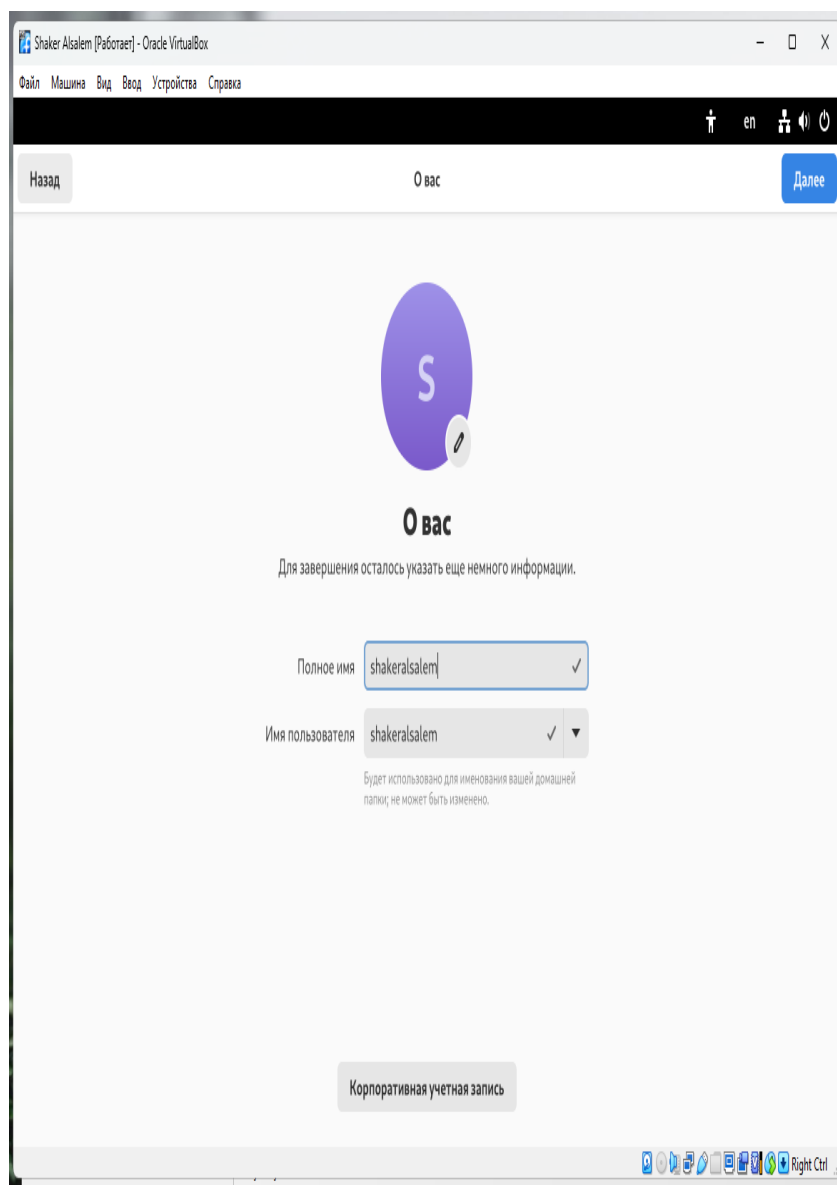 Shaker Alsalem [Работает] - Oracle VirtualBox
Файл Машина Вид Ввод Устройства Справка
en
Назад О вас Далее
S
О вас
Для завершения осталось указать еще немного информации.
Полное имя shakeralsalem
Имя пользователя shakeralsalem
Будет использовано для именования вашей домашней
папки; не может быть изменено.
Корпоративная учетная запись
Right Ctrl